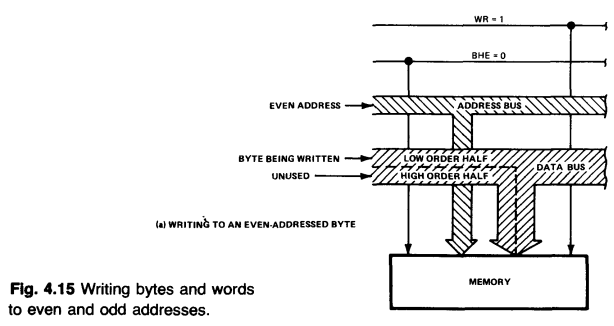 WR = 1
BHE = 0
EVEN ADDRESS
ADDRESS BUS
BYTE BEING WRITTEN
LOW ORDER HALF
DATA BUS
UNUSED
HIGH ORDER HALF
(a) WRITING TO AN EVEN-ADDRESSED BYTE
MEMORY
Fig. 4.15 Writing bytes and words
to even and odd addresses.